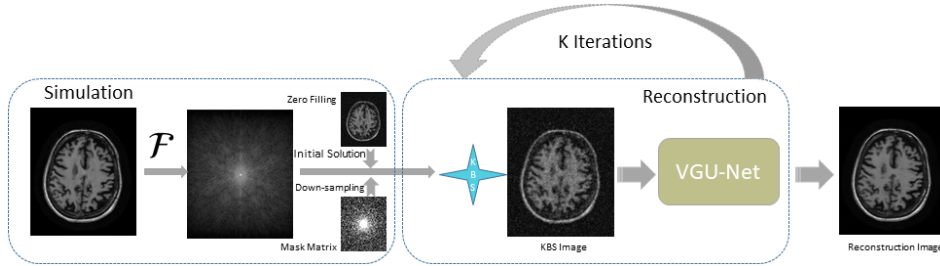 K Iterations
Simulation
Reconstruction
Zero Filling
ℱ
Initial Solution
Down-sampling
K
B
S
VGU-Net
Mask Matrix
KBS Image
Reconstruction Image